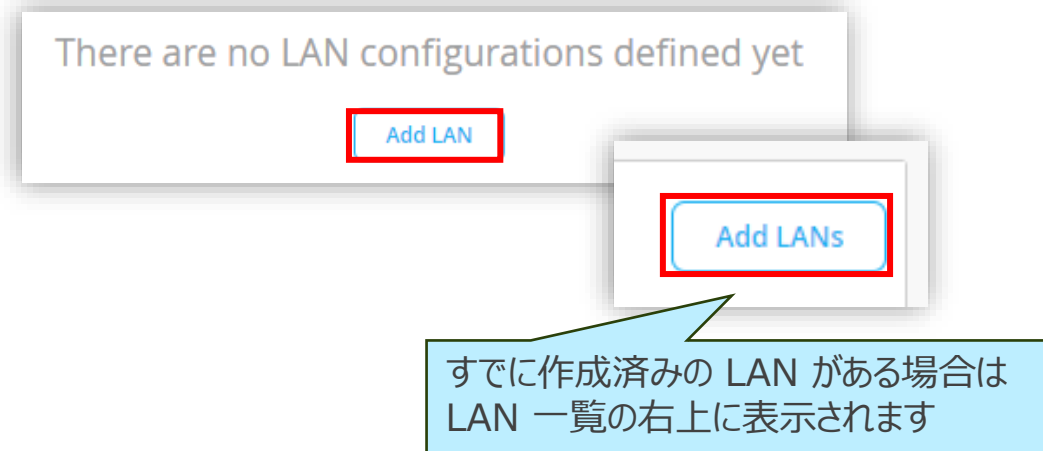 There are no LAN configurations defined yet
Add LAN
Add LANs
すでに作成済みの LAN がある場合は
LAN 一覧の右上に表示されます